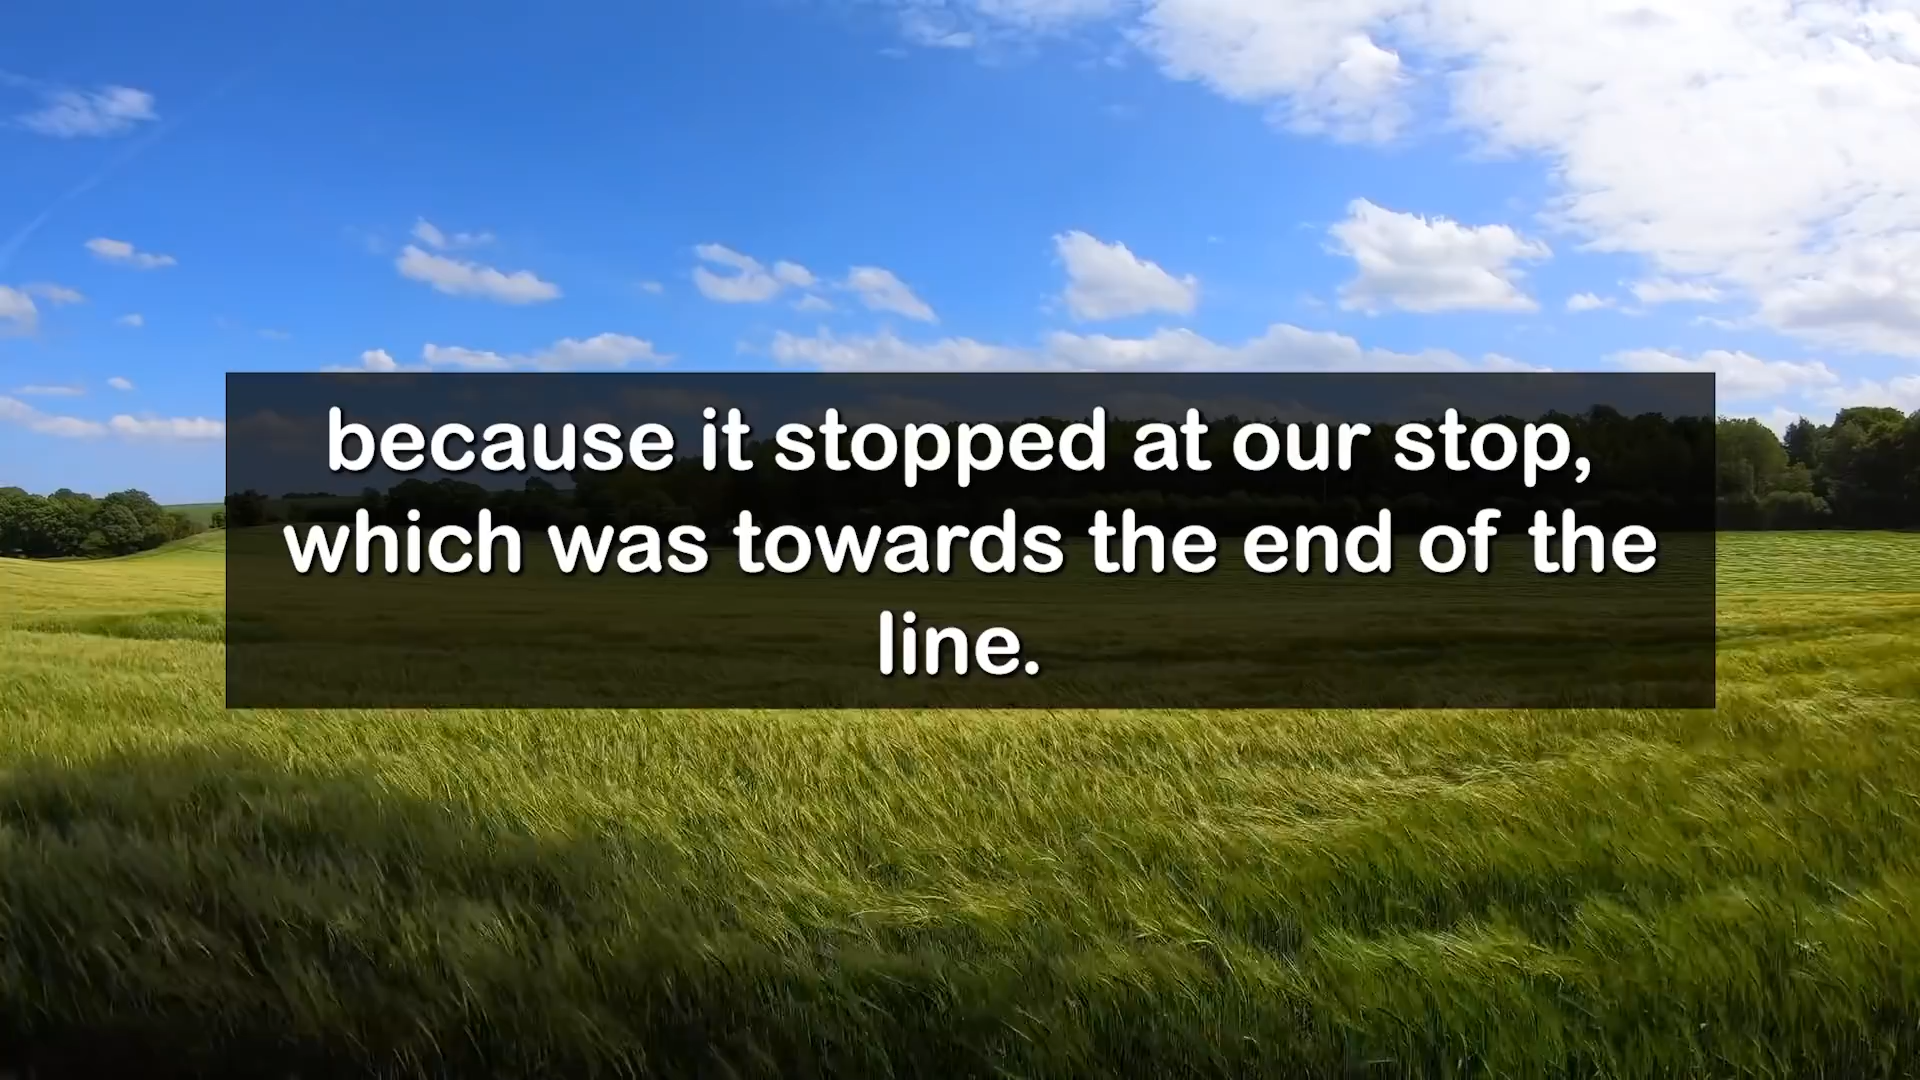 because it stopped at our stop,
which was towards the end of the
line.